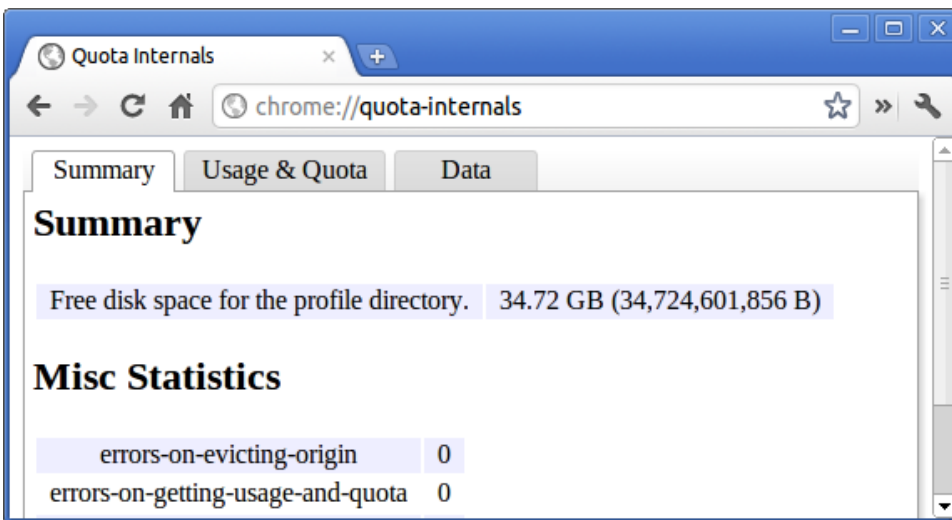 Quota Internals
chrome://quota-internals
Summary Usage & Quota Data
Summary
Free disk space for the profile directory. 34.72 GB (34,724,601,856 B)
Misc Statistics
errors-on-evicting-origin 0
errors-on-getting-usage-and-quota 0